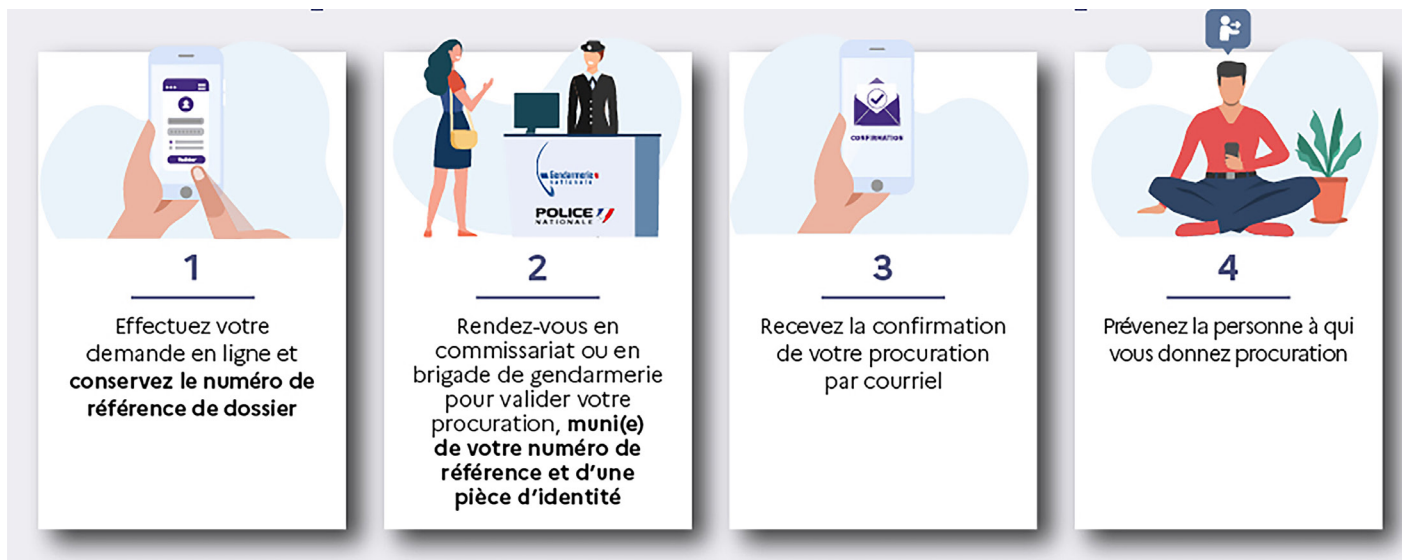 Valider
Gendarmerie
nationale
POLICE
NATIONALE
CONFIRMATION
1
Effectuez votre
demande en ligne et
conservez le numéro de
référence de dossier
2
Rendez-vous en
commissariat ou en
brigade de gendarmerie
pour valider votre
procuration, muni(e)
de votre numéro de
référence et d’une
pièce d’identité
3
Recevez la confirmation
de votre procuration
par courriel
4
Prévenez la personne à qui
vous donnez procuration